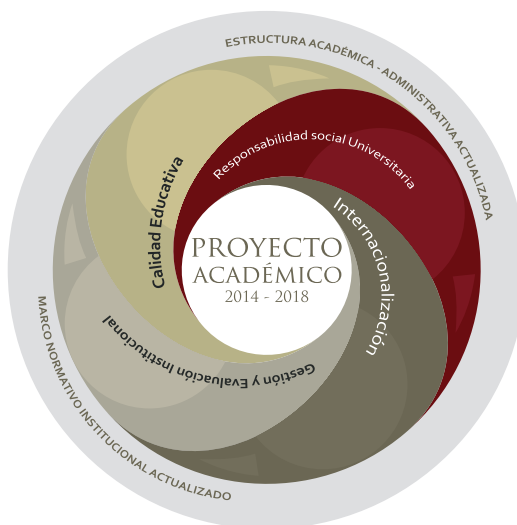 ESTRUCTURA ACADÉMICA - ADMINISTRATIVA ACTUALIZADA
Responsabilidad social Universitaria
Calidad Educativa
Internacionalización
PROYECTO
ACADÉMICO
2014 - 2018
Gestión y Evaluación Institucional
MARCO NORMATIVO INSTITUCIONAL ACTUALIZADO